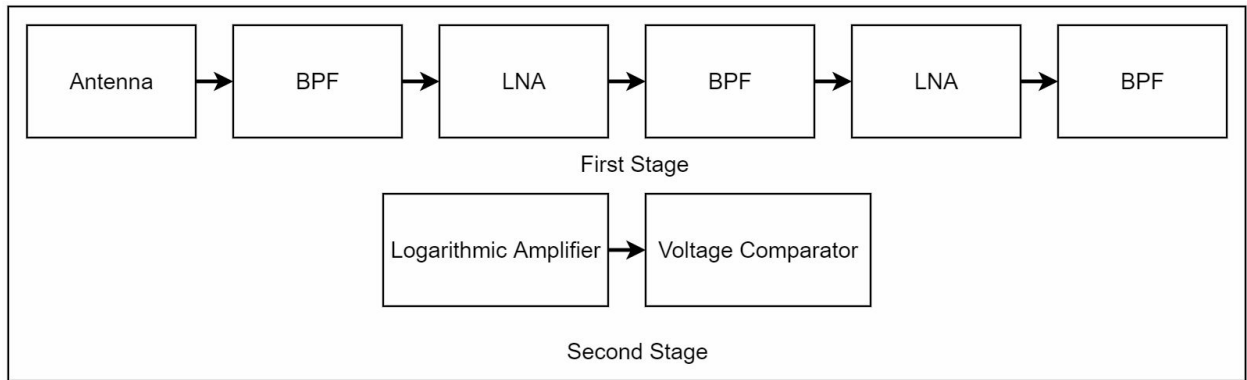 Antenna
BPF
LNA
BPF
LNA
BPF
First Stage
Logarithmic Amplifier
Voltage Comparator
Second Stage